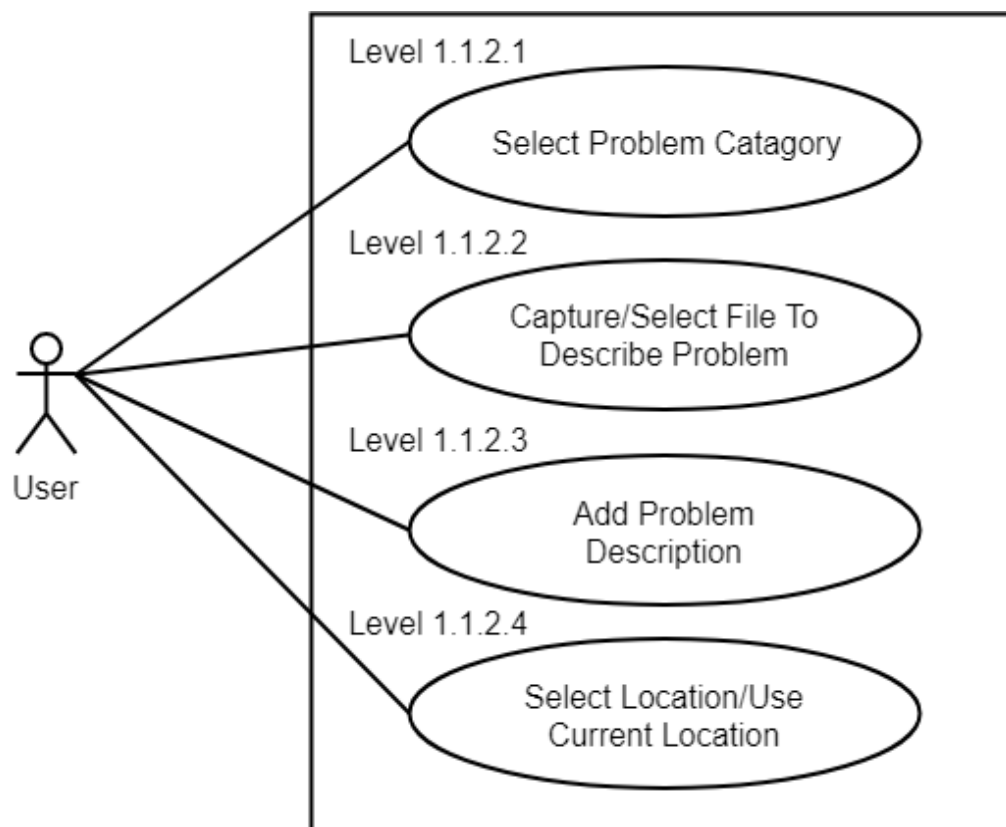 Level 1.1.2.1
Select Problem Catagory
Level 1.1.2.2
Capture/Select File To
Describe Problem
User
Level 1.1.2.3
Add Problem
Description
Level 1.1.2.4
Select Location/Use
Current Location